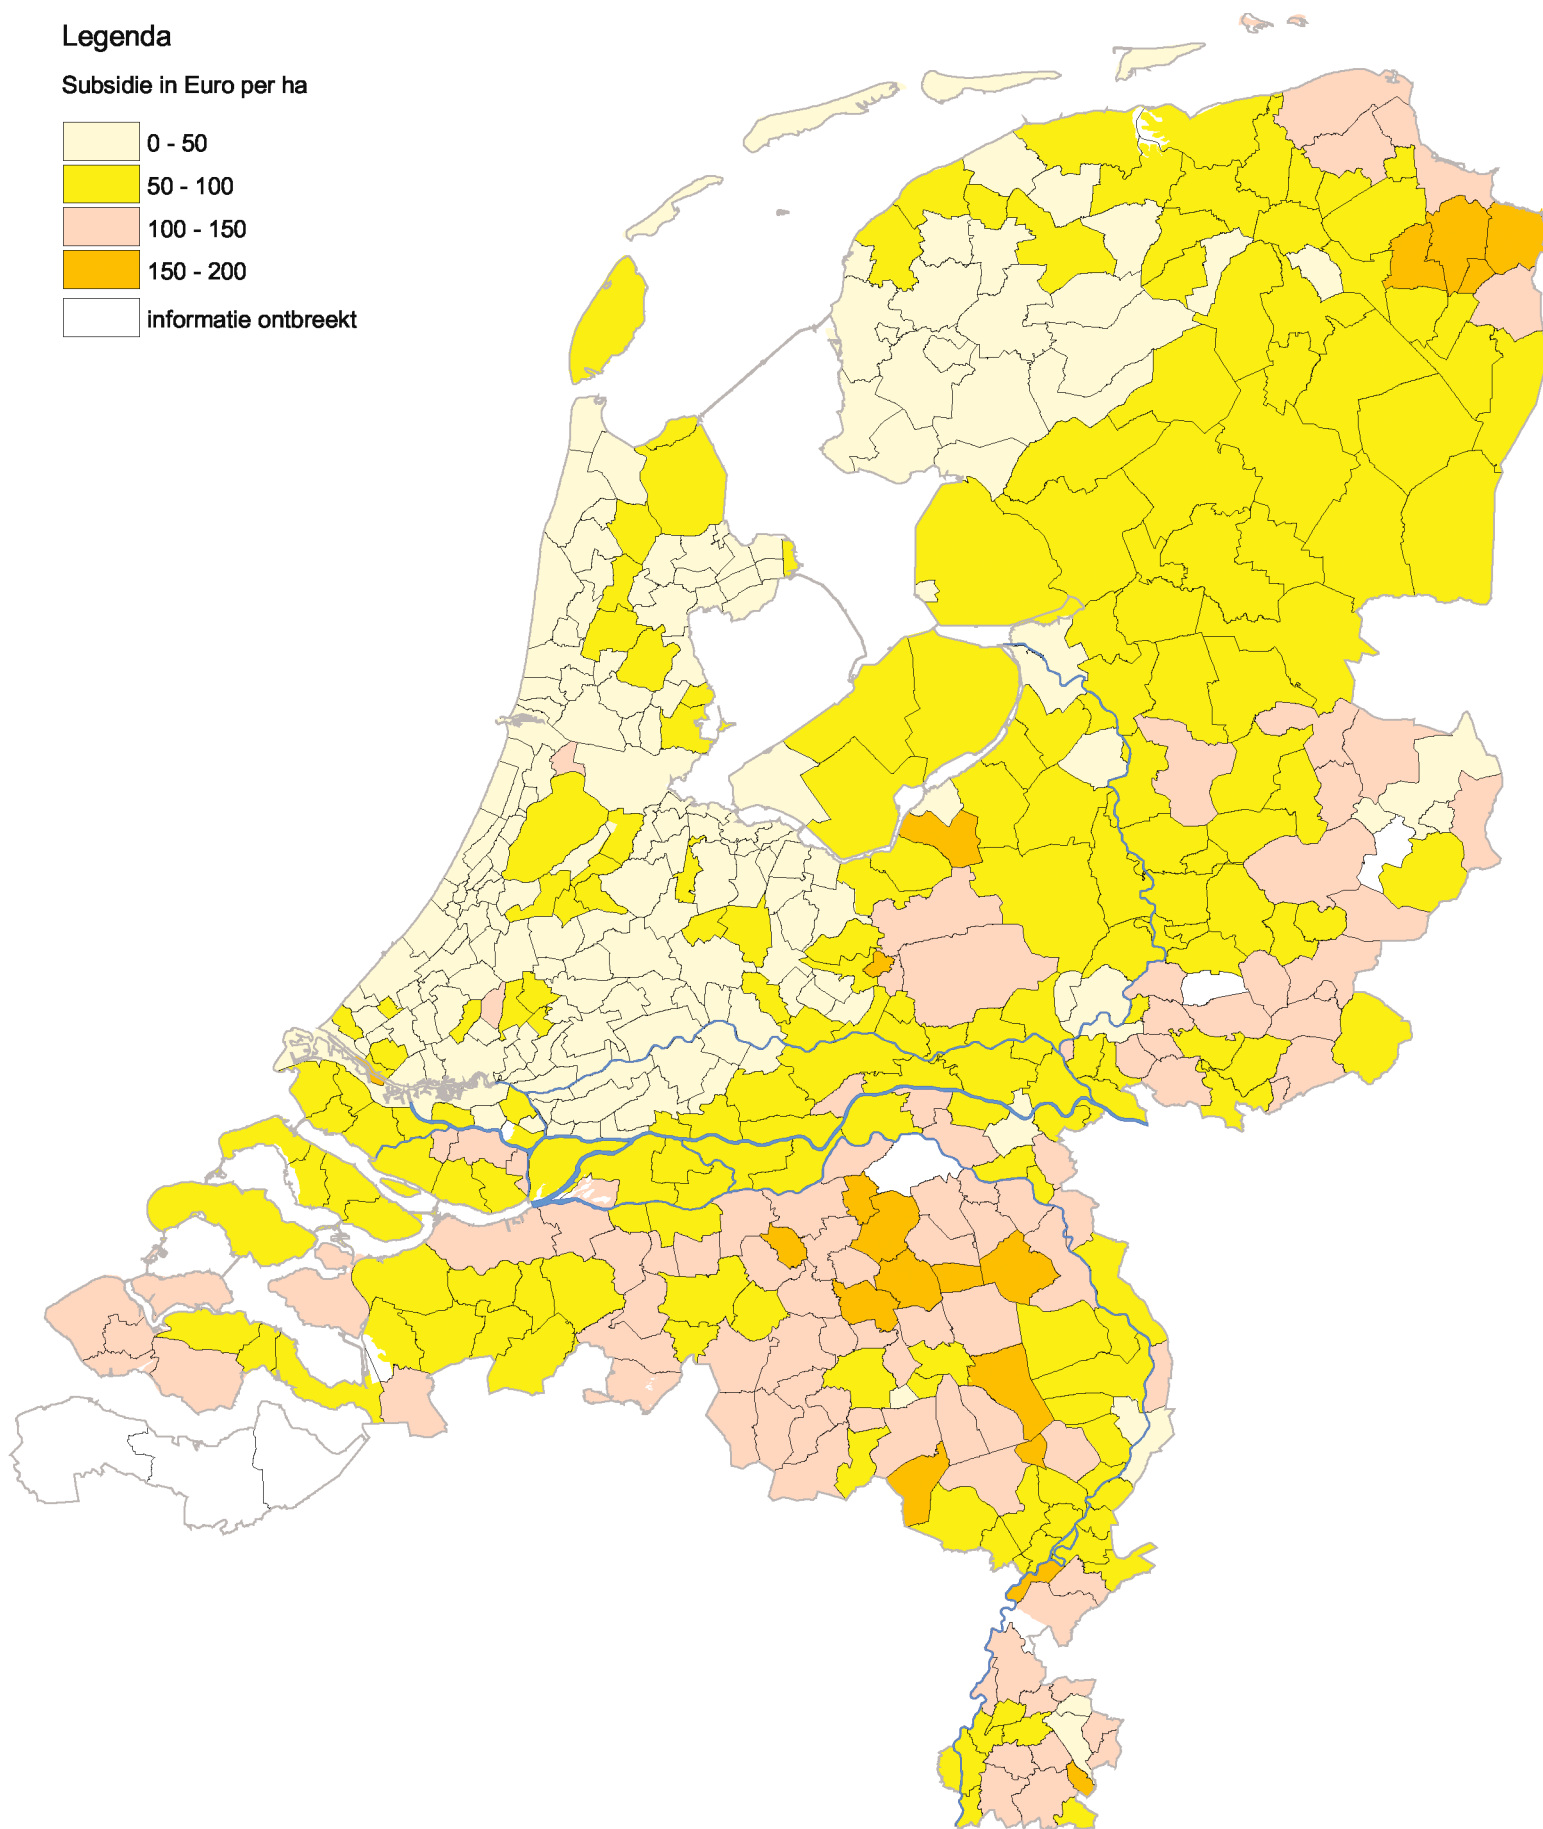 Legenda
Subsidie in Euro per ha
0 - 50
50 - 100
100 - 150
150 - 200
informatie ontbreekt